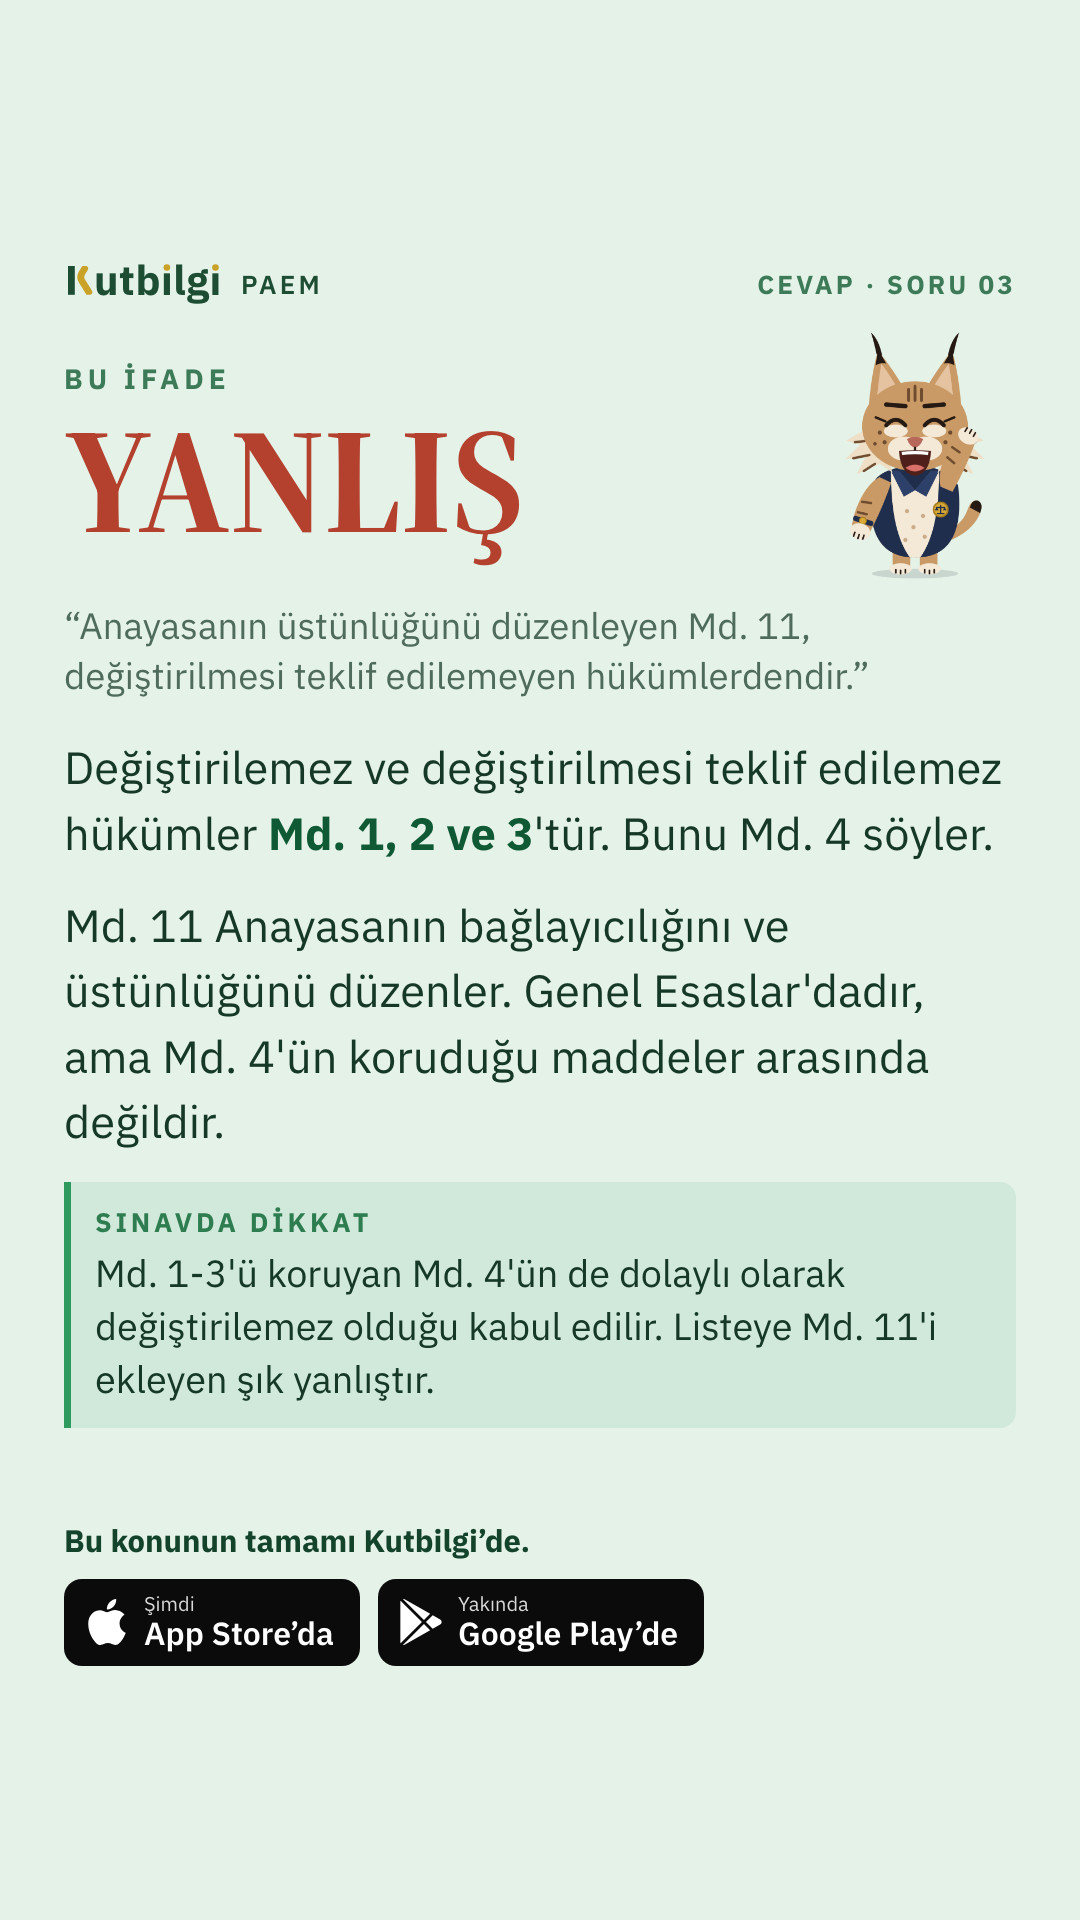 Kutbilgi PAEM
CEVAP · SORU 03
BU İFADE
YANLIŞ
“Anayasanın üstünlüğünü düzenleyen Md. 11,
değiştirilmesi teklif edilemeyen hükümlerdendir.”
Değiştirilemez ve değiştirilmesi teklif edilemez
hükümler Md. 1, 2 ve 3'tür. Bunu Md. 4 söyler.
Md. 11 Anayasanın bağlayıcılığını ve
üstünlüğünü düzenler. Genel Esaslar'dadır,
ama Md. 4'ün koruduğu maddeler arasında
değildir.
SINAVDA DİKKAT
Md. 1-3'ü koruyan Md. 4'ün de dolaylı olarak
değiştirilemez olduğu kabul edilir. Listeye Md. 11'i
ekleyen şık yanlıştır.
Bu konunun tamamı Kutbilgi’de.
Şimdi
App Store’da
Yakında
Google Play’de